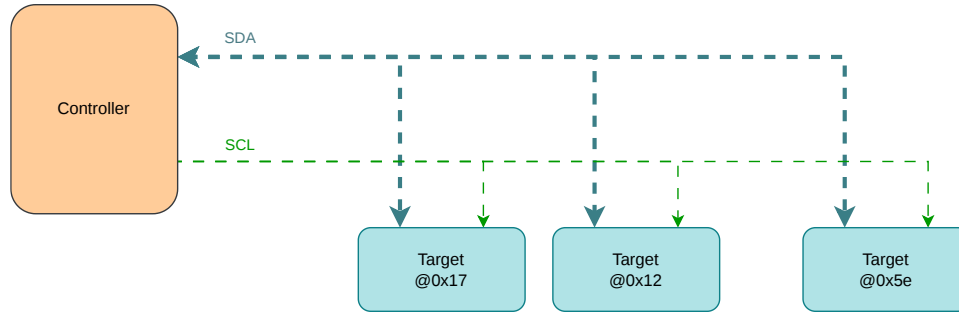 SDA
Controller
SCL
Target
@0x17
Target
@0x12
Target
@0x5e